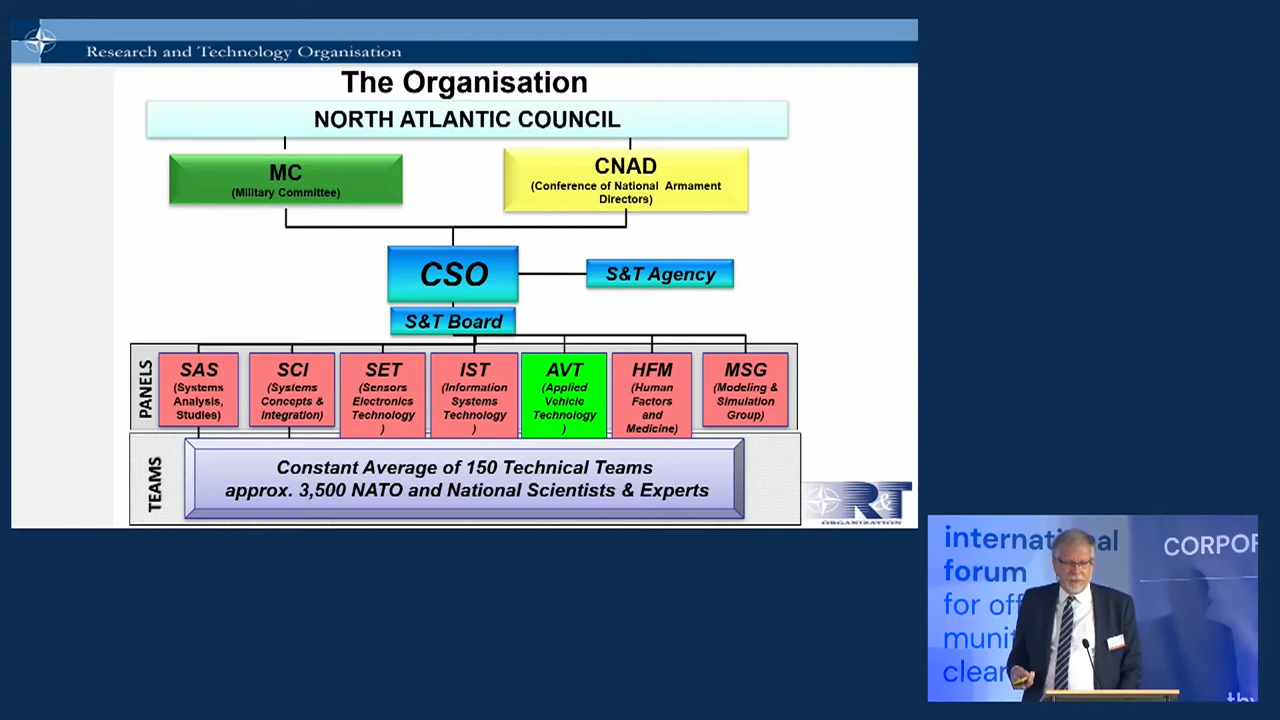 Research and Technology Organisation
The Organisation
NORTH ATLANTIC COUNCIL
MC
(Military Committee)
CNAD
(Conference of National Armament
Directors)
CSO
S&T Agency
S&T Board
PANELS
SAS
(Systems
Analysis,
Studies)
SCI
(Systems
Concepts &
Integration)
SET
(Sensors
Electronics
Technology
)
IST
(Information
Systems
Technology
)
AVT
(Applied
Vehicle
Technology
)
HFM
(Human
Factors
and
Medicine)
MSG
(Modeling &
Simulation
Group)
TEAMS
Constant Average of 150 Technical Teams
approx. 3,500 NATO and National Scientists & Experts
R&T
ORGANIZATION
international
forum
for off
muni
clear
CORPOR